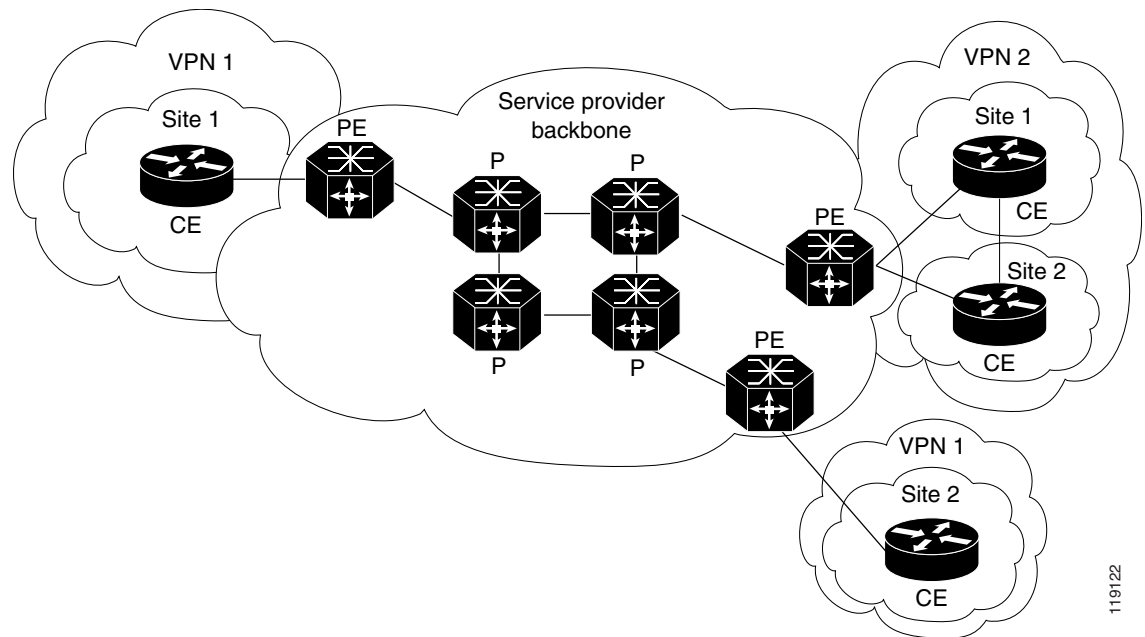 VPN 1
Site 1
CE
PE
Service provider
backbone
P
P
P
P
PE
PE
VPN 2
Site 1
CE
Site 2
CE
VPN 1
Site 2
CE
119122